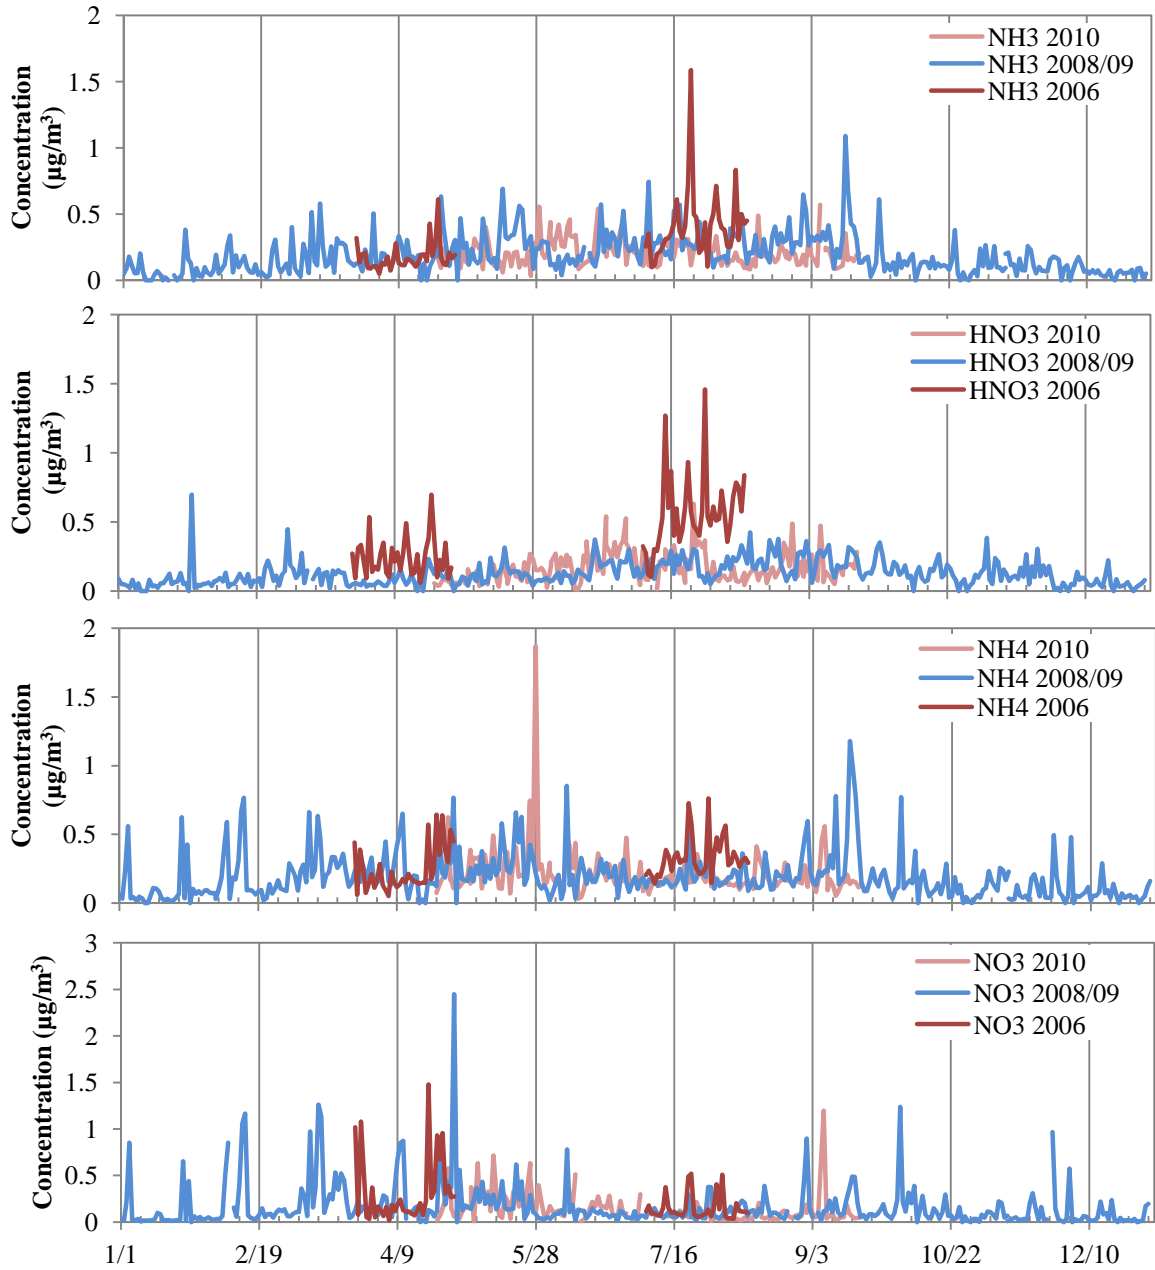 2
1.5
1
0.5
0
Concentration
(µg/m³)
NH3 2010
NH3 2008/09
NH3 2006
2
1.5
1
0.5
0
Concentration
(µg/m³)
HNO3 2010
HNO3 2008/09
HNO3 2006
2
1.5
1
0.5
0
Concentration
(µg/m³)
NH4 2010
NH4 2008/09
NH4 2006
3
2.5
2
1.5
1
0.5
0
Concentration (µg/m³)
NO3 2010
NO3 2008/09
NO3 2006
1/1 2/19 4/9 5/28 7/16 9/3 10/22 12/10